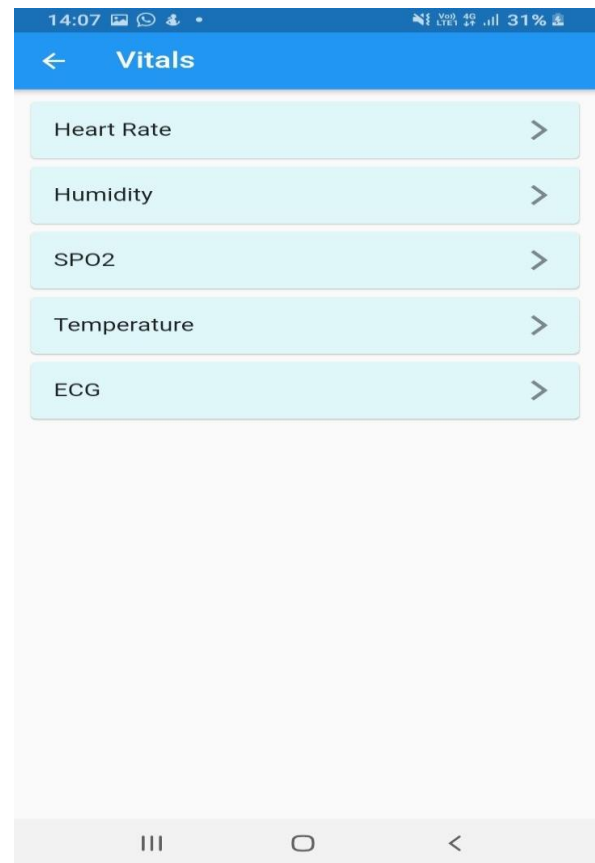 14:07 31%
Vitals
Heart Rate
Humidity
SPO2
Temperature
ECG